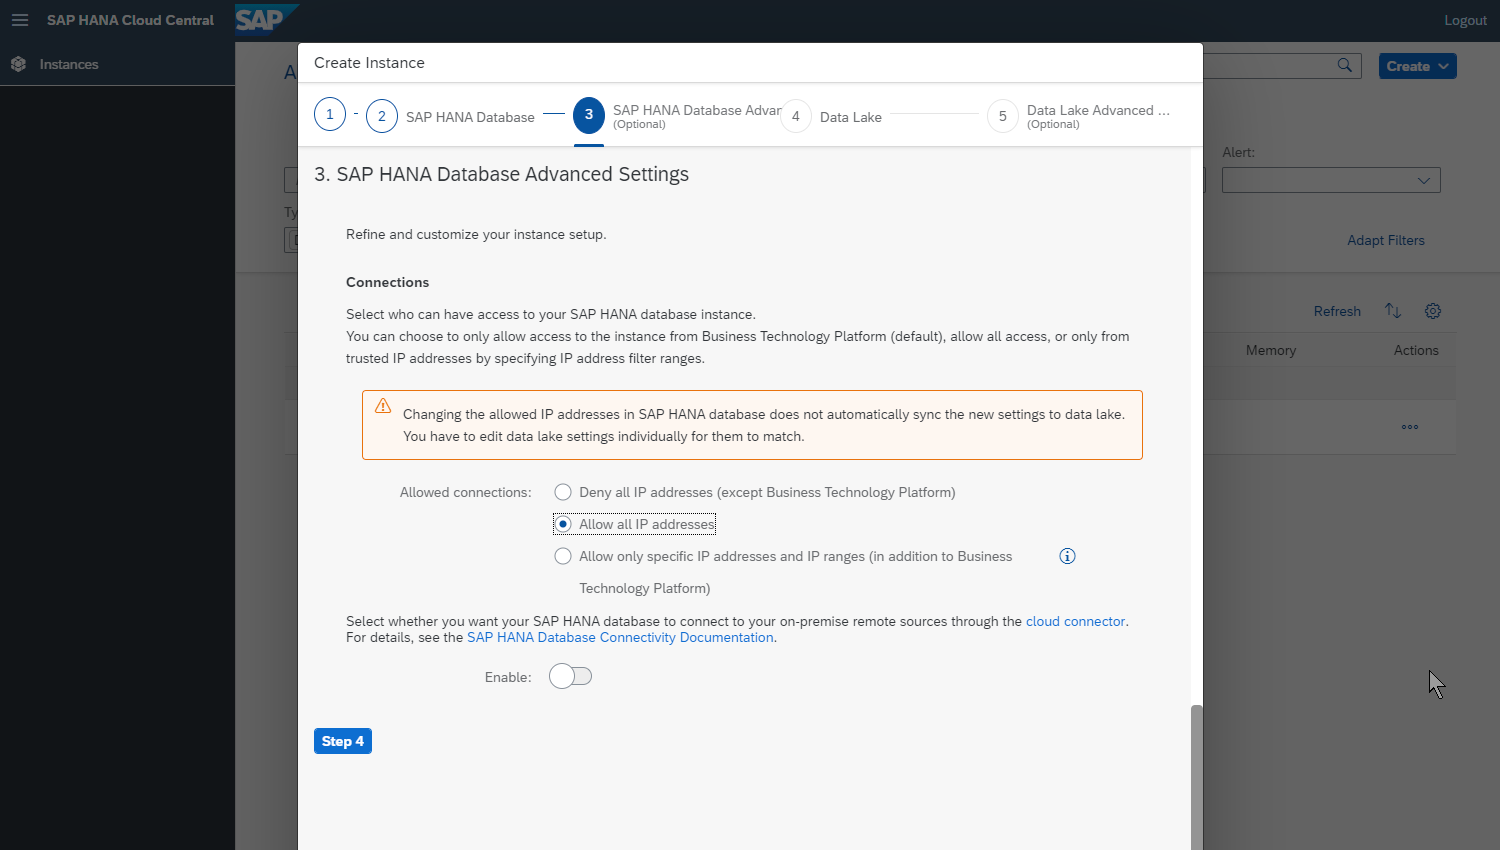 SAP HANA Cloud Central
SAP
Logout
Instances
Create
Alert:
Adapt Filters
Refresh
Memory
Actions
Create Instance
1
2 SAP HANA Database
3 SAP HANA Database Advan
(Optional)
4 Data Lake
5 Data Lake Advanced ...
(Optional)
3. SAP HANA Database Advanced Settings
Refine and customize your instance setup.
Connections
Select who can have access to your SAP HANA database instance.
You can choose to only allow access to the instance from Business Technology Platform (default), allow all access, or only from
trusted IP addresses by specifying IP address filter ranges.
Changing the allowed IP addresses in SAP HANA database does not automatically sync the new settings to data lake.
You have to edit data lake settings individually for them to match.
Allowed connections:
Deny all IP addresses (except Business Technology Platform)
Allow all IP addresses
Allow only specific IP addresses and IP ranges (in addition to Business
Technology Platform)
Select whether you want your SAP HANA database to connect to your on-premise remote sources through the cloud connector.
For details, see the SAP HANA Database Connectivity Documentation.
Enable:
Step 4